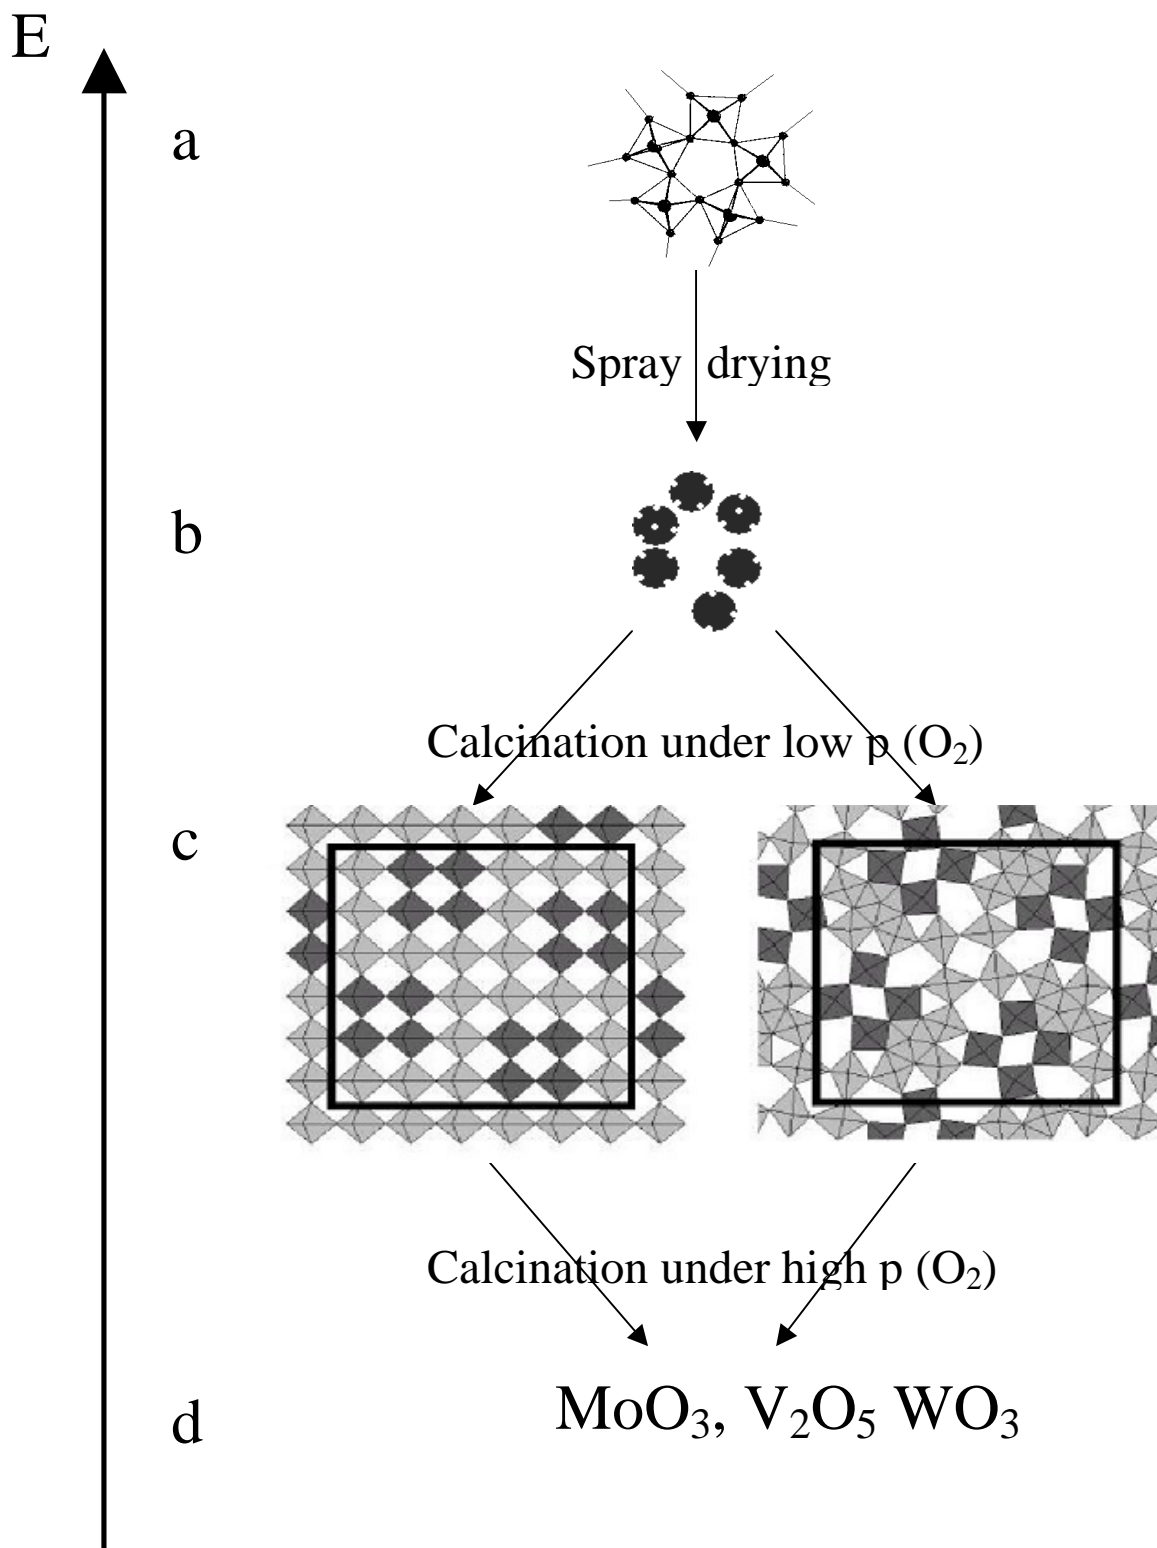 E
a
Spray drying
b
Calcination under low p (O₂)
c
Calcination under high p (O₂)
d
MoO₃, V₂O₅ WO₃